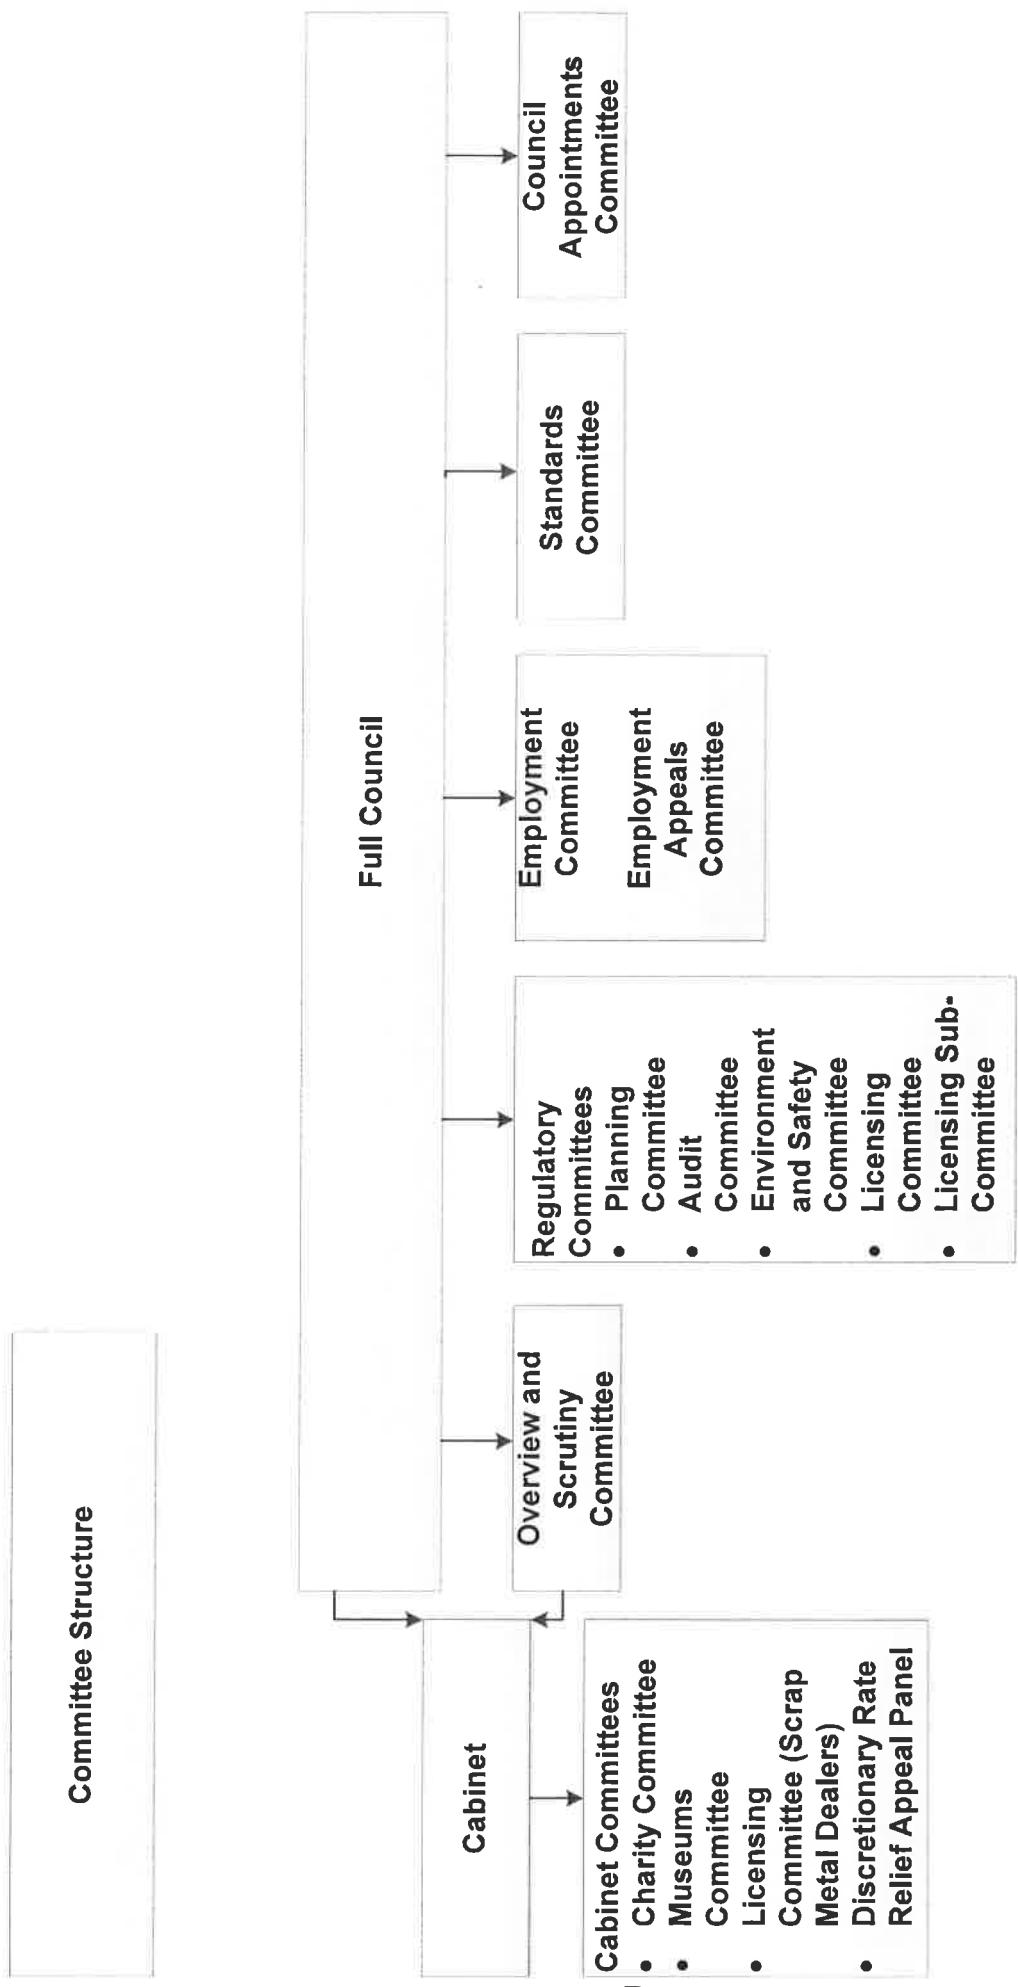 Committee Structure
Full Council
Cabinet
Cabinet Committees
• Charity Committee
• Museums
Committee
• Licensing
Committee (Scrap
Metal Dealers)
• Discretionary Rate
Relief Appeal Panel
Overview and
Scrutiny
Committee
Regulatory
Committees
• Planning
Committee
• Audit
Committee
• Environment
and Safety
Committee
• Licensing
Committee
• Licensing Sub-
Committee
Employment
Committee
Employment
Appeals
Committee
Standards
Committee
Council
Appointments
Committee